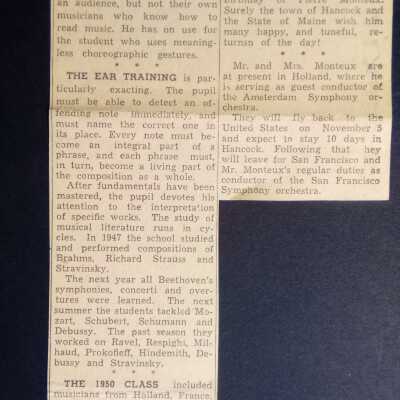 an audience, but not their own
musicians who know how to
read music. He has no use for
for the student who uses meaning-
less choreographic gestures.
* * *
THE EAR TRAINING is par-
ticularly exacting. The pupil
must be able to detect an of-
fending note immediately, and
must name the correct one in
its place. Every note must be-
come an integral part of a
phrase, and each phrase must,
in turn, become a living part of
the composition as a whole.
After fundamentals have been
mastered, the pupil devotes his
attention to the interpretation
of specific works. The study of
musical literature runs in cy-
cles. In 1947 the school studied
and performed compositions of
Brahms, Richard Strauss and
Stravinsky.
The next year all Beethoven's
symphonies, concerti and over-
tures were learned. The next
summer the students tackled Mo-
zart, Schubert, Schumann and
Debussy. The past season they
worked on Ravel, Respighi, Mil-
haud, Prokofieff, Hindemith, De-
bussy and Stravinsky.
* * *
THE 1950 CLASS included
musicians from Holland, France,
Surely the town of Hancock and
the State of Maine wish him
many happy, and tuneful, re-
turnsn of the day!
* * *
Mr. and Mrs. Monteux are
at present in Holland, where he
is serving as guest conductor of
the Amsterdam Symphony or-
chestra.
They will fly back to the
United States on November 5
and expect to stay 10 days in
Hancock. Following that hey
will leave for San Francisco and
Mr. Monteux's regular duties as
conductor of the San Francisco
Symphony orchestra.